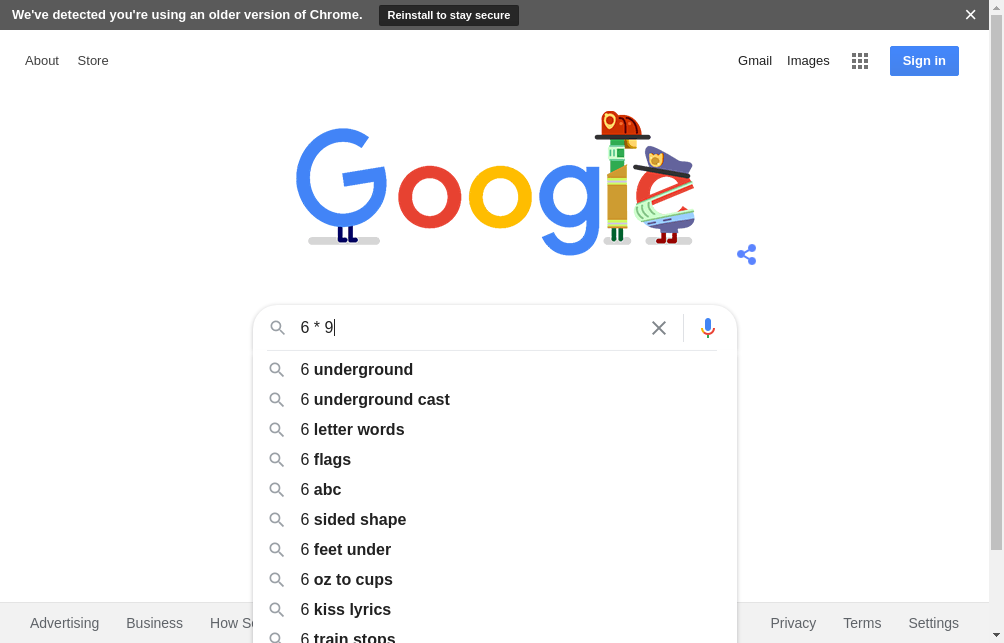 We've detected you're using an older version of Chrome. Reinstall to stay secure
About Store Gmail Images Sign in
Google
6 * 9
6 underground
6 underground cast
6 letter words
6 flags
6 abc
6 sided shape
6 feet under
6 oz to cups
6 kiss lyrics
6 train stops
Advertising Business How Privacy Terms Settings